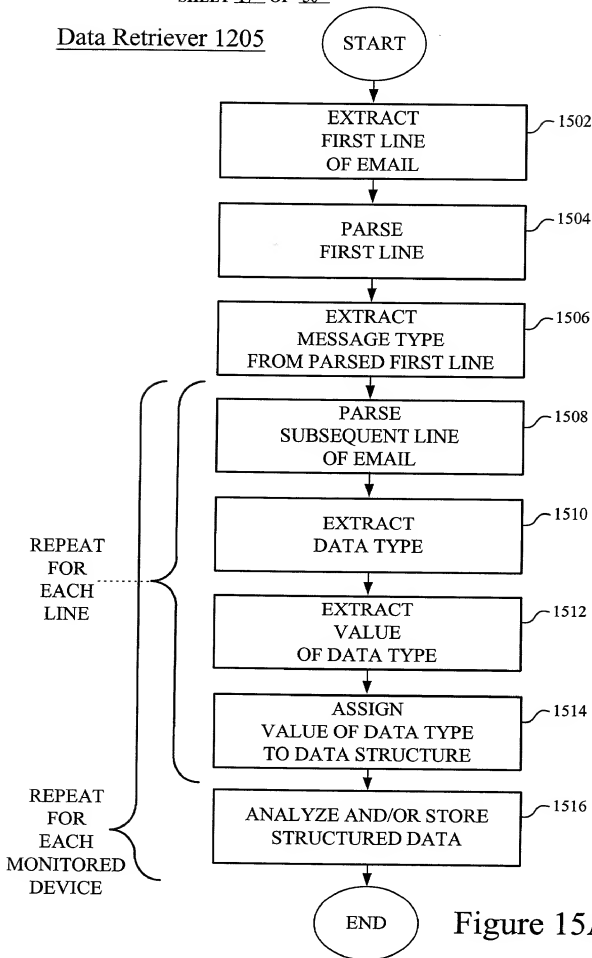 Data Retriever 1205
START
EXTRACT
FIRST LINE
OF EMAIL
1502
PARSE
FIRST LINE
1504
EXTRACT
MESSAGE TYPE
FROM PARSED FIRST LINE
1506
PARSE
SUBSEQUENT LINE
OF EMAIL
1508
EXTRACT
DATA TYPE
1510
REPEAT
FOR
EACH
LINE
EXTRACT
VALUE
OF DATA TYPE
1512
ASSIGN
VALUE OF DATA TYPE
TO DATA STRUCTURE
1514
REPEAT
FOR
EACH
MONITORED
DEVICE
ANALYZE AND/OR STORE
STRUCTURED DATA
1516
END
Figure 15A